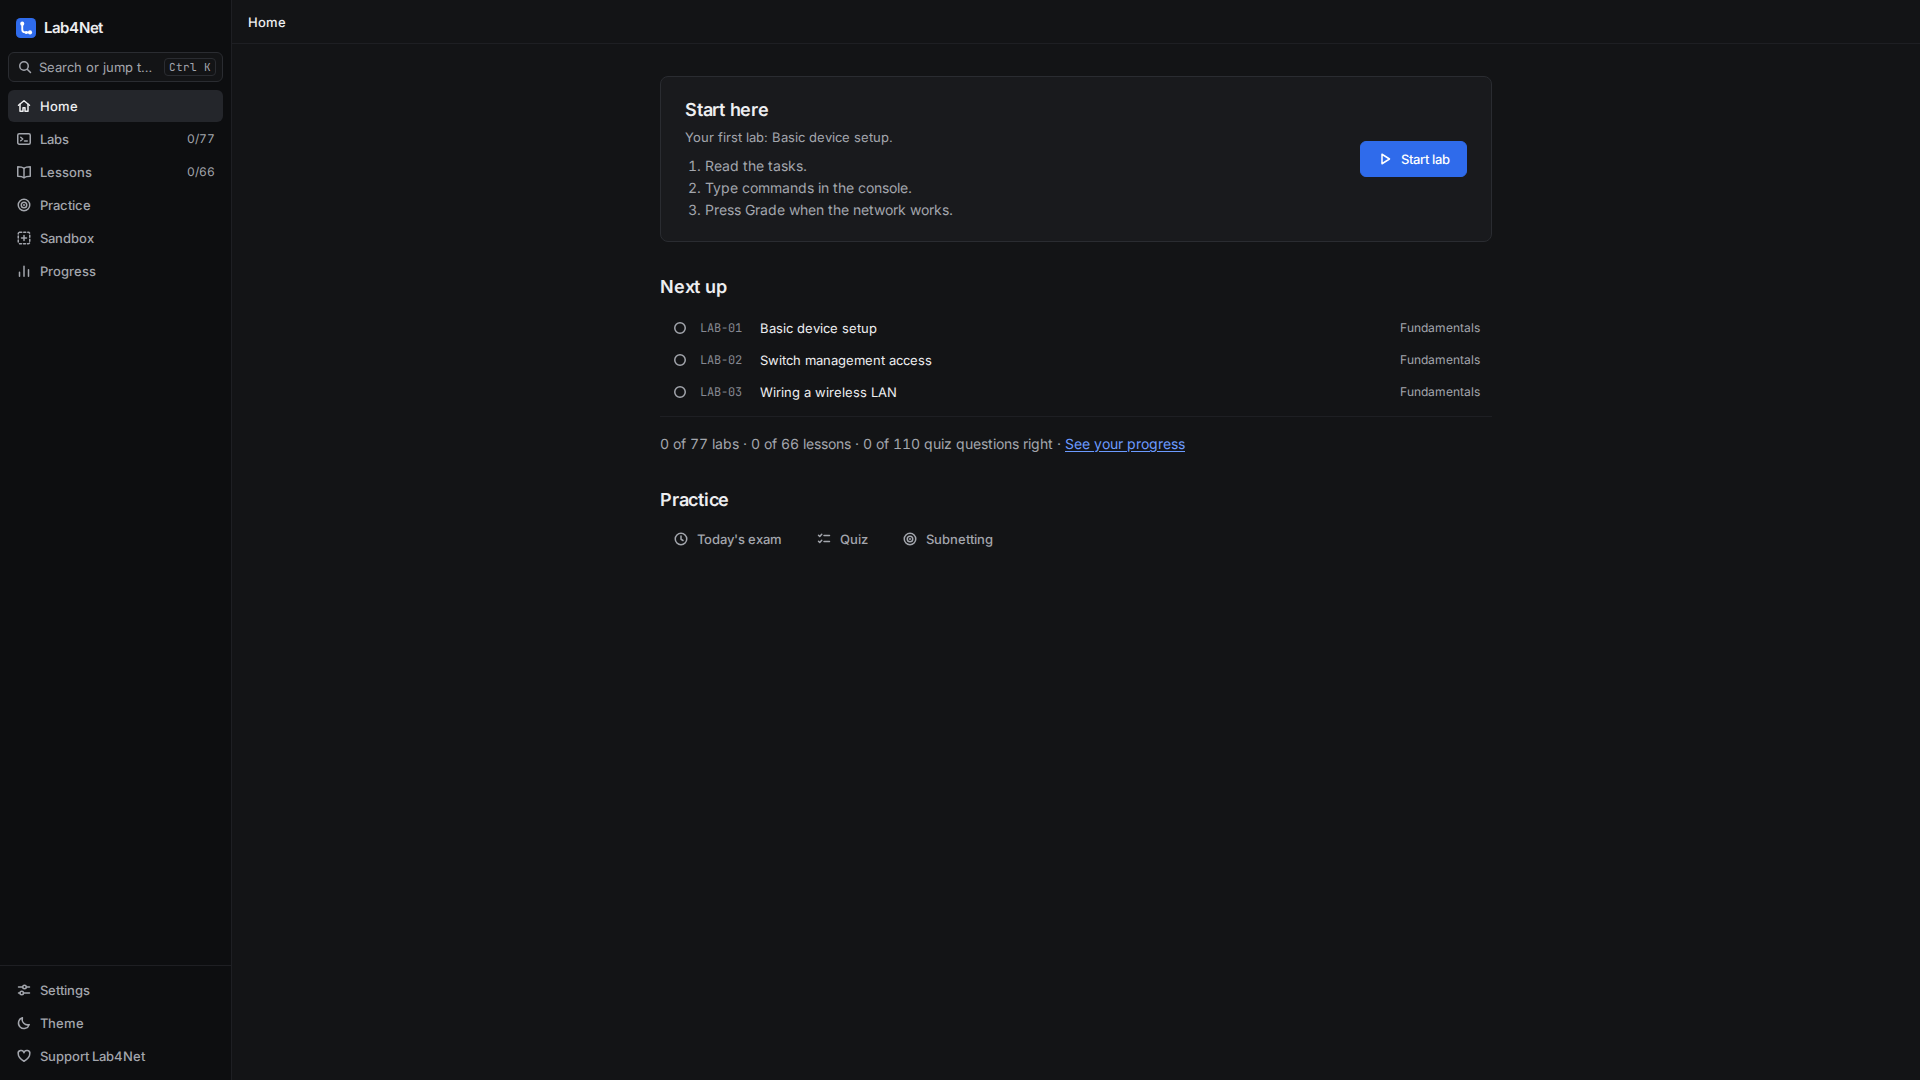 Lab4Net
Search or jump t... Ctrl K
Home
Labs 0/77
Lessons 0/66
Practice
Sandbox
Progress
Settings
Theme
Support Lab4Net
Home
Start here
Your first lab: Basic device setup.
1. Read the tasks.
2. Type commands in the console.
3. Press Grade when the network works.
Start lab
Next up
LAB-01 Basic device setup Fundamentals
LAB-02 Switch management access Fundamentals
LAB-03 Wiring a wireless LAN Fundamentals
0 of 77 labs · 0 of 66 lessons · 0 of 110 quiz questions right · See your progress
Practice
Today's exam Quiz Subnetting